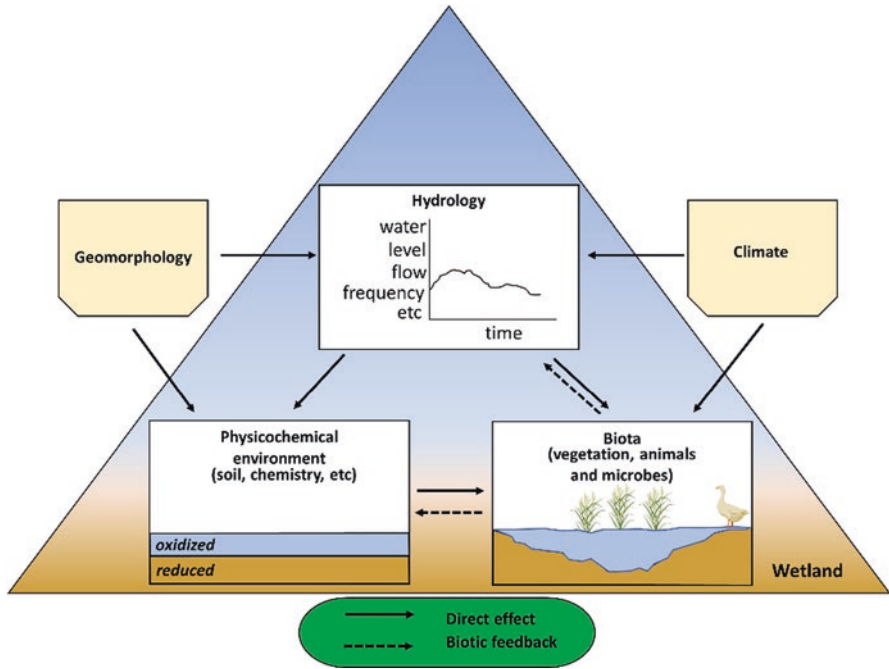 Hydrology
water
level
flow
frequency
etc
time
Geomorphology
Climate
Physicochemical
environment
(soil, chemistry, etc)
oxidized
reduced
Biota
(vegetation, animals
and microbes)
Wetland
Direct effect
Biotic feedback